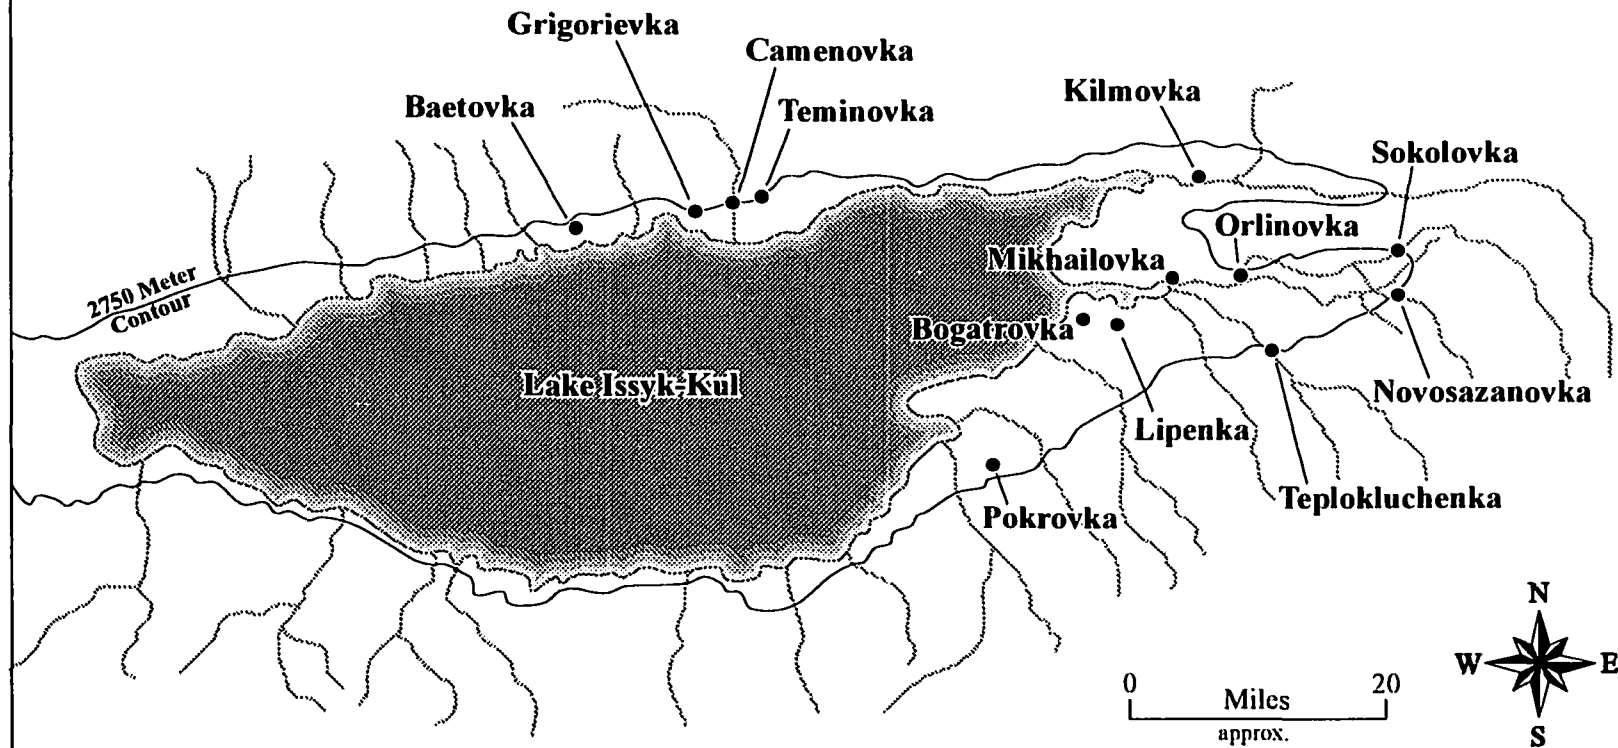 Grigorievka
Camenovka
Baetovka
Teminovka
Kilmovka
Sokolovka
Orlinovka
Mikhailovka
2750 Meter
Contour
Bogatrovka
Lake Issyk-Kul
Novosazanovka
Lipenka
Teplokluchenka
Pokrovka
N
W
E
S
0
20
Miles
approx.